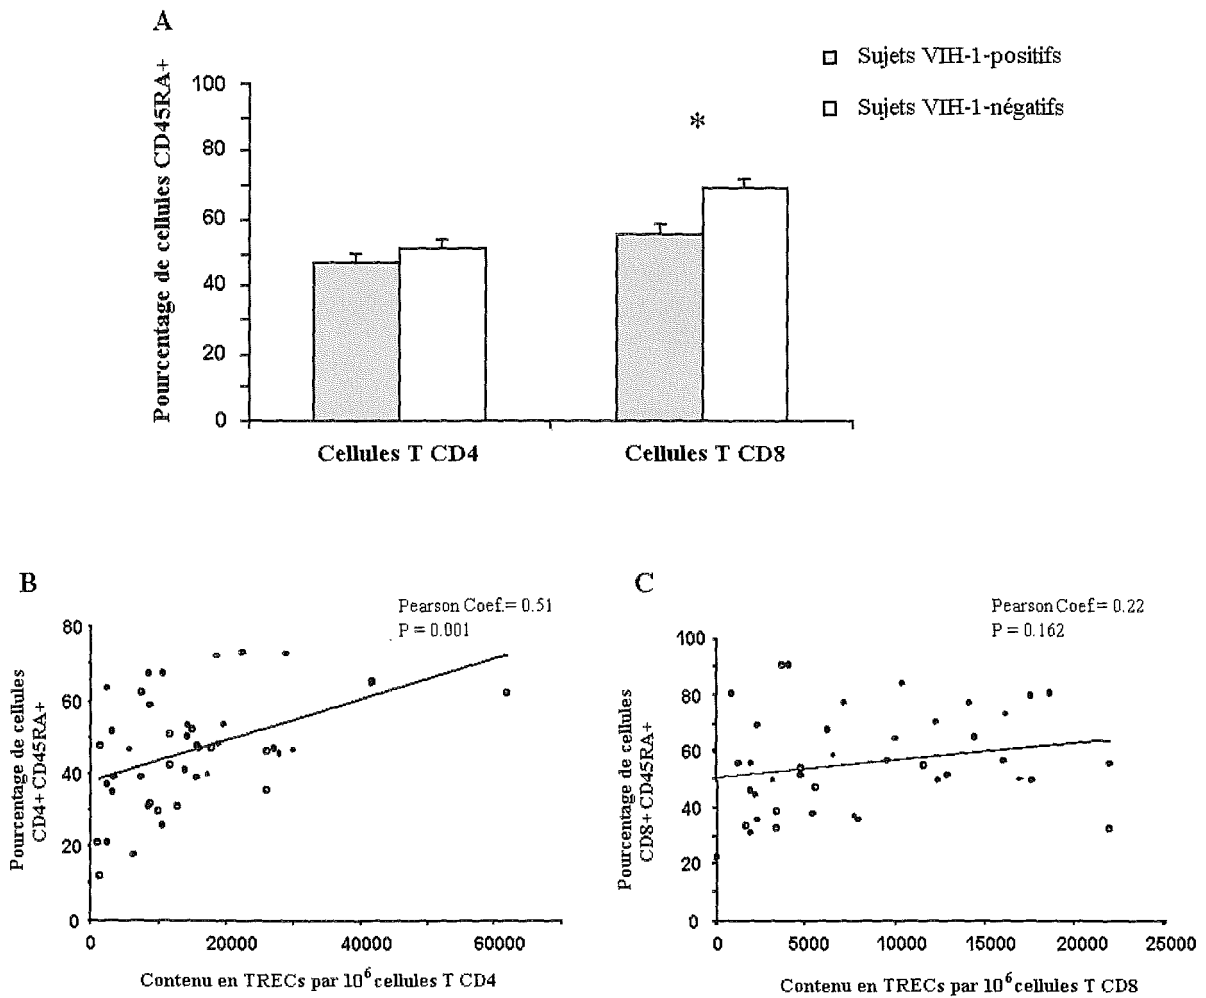 A
Sujets VIH-1-positifs
Sujets VIH-1-négatifs
Pourcentage de cellules CD45RA+
100
80
60
40
20
0
*
Cellules T CD4
Cellules T CD8
B
Pearson Coef.= 0.51
P = 0.001
Pourcentage de cellules
CD4+ CD45RA+
80
60
40
20
0
0 20000 40000 60000
Contenu en TRECs par 10⁶ cellules T CD4
C
Pearson Coef = 0.22
P = 0.162
Pourcentage de cellules
CD8+ CD45RA+
100
80
60
40
20
0
0 5000 10000 15000 20000 25000
Contenu en TRECs par 10⁶ cellules T CD8